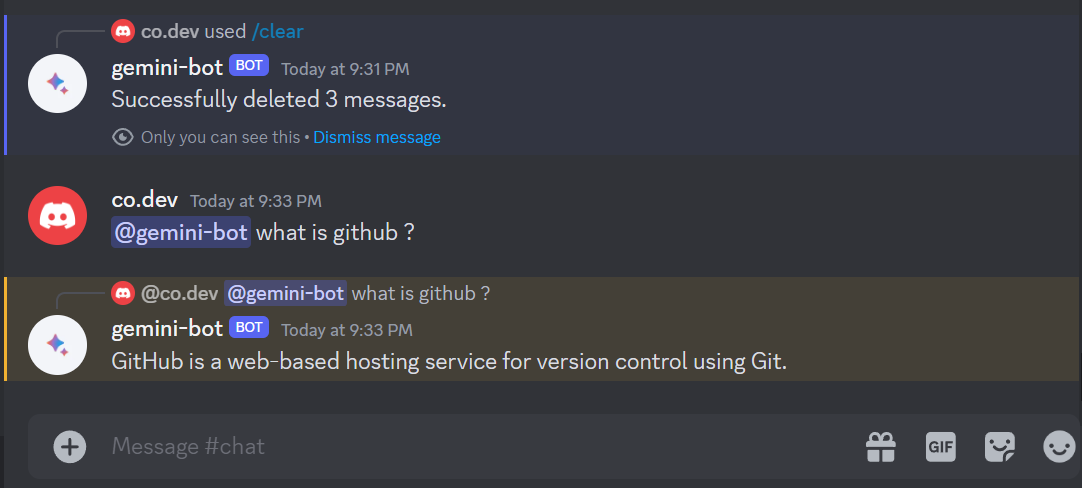 co.dev used /clear
gemini-bot BOT Today at 9:31 PM
Successfully deleted 3 messages.
Only you can see this • Dismiss message
co.dev Today at 9:33 PM
@gemini-bot what is github ?
@co.dev @gemini-bot what is github ?
gemini-bot BOT Today at 9:33 PM
GitHub is a web-based hosting service for version control using Git.
Message #chat
GIF